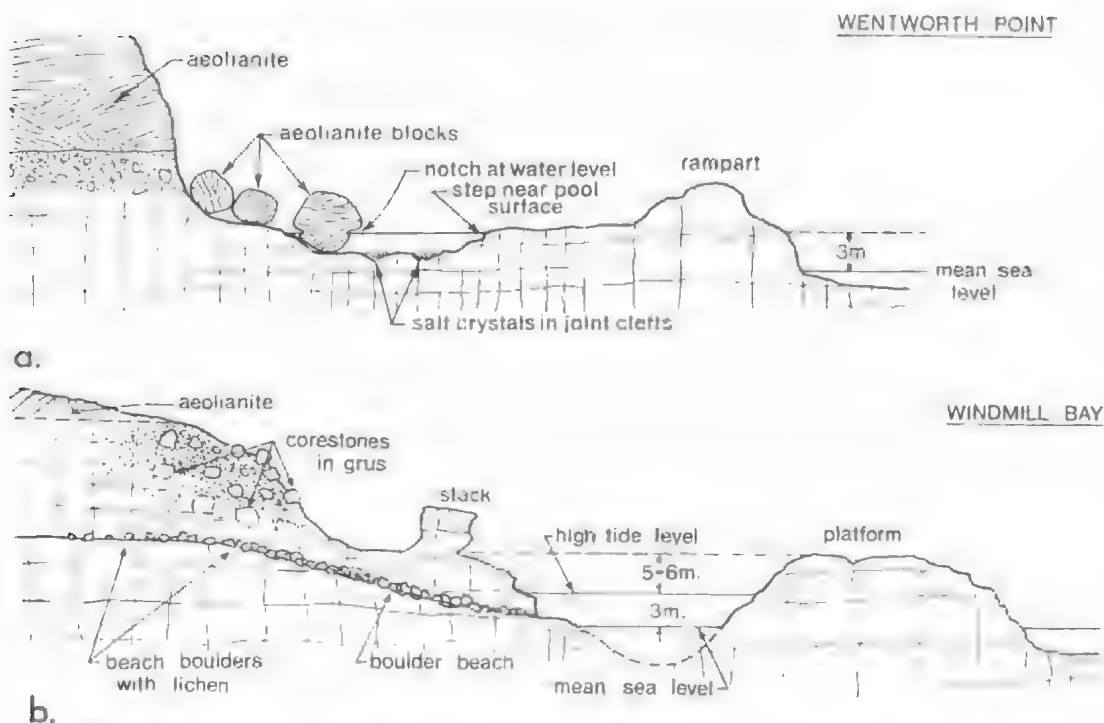 WENTWORTH POINT
aeolianite
aeolianite blocks
notch at water level
step near pool
surface
rampart
3m
mean sea
level
salt crystals in joint clefts
a.
aeolianite
WINDMILL BAY
corestones
in grus
stack
high tide level
platform
5-6m.
3m.
beach boulders
with lichen
boulder beach
mean sea level
b.